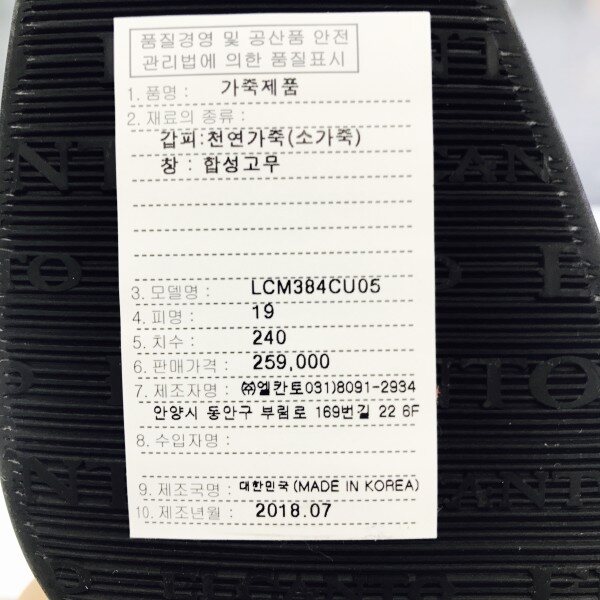 품질경영 및 공산품 안전
관리법에 의한 품질표시
1. 품명 : 가죽제품
2. 재료의 종류 :
갑피:천연가죽(소가죽)
창 : 합성고무
3. 모델명 : LCM384CU05
4. 피명 : 19
5. 치수 : 240
6. 판매가격 : 259,000
7. 제조자명 : ㈜엘칸토031)8091-2934
안양시 동안구 부림로 169번길 22 6F
8. 수입자명 :
9. 제조국명 : 대한민국(MADE IN KOREA)
10. 제조년월 : 2018.07